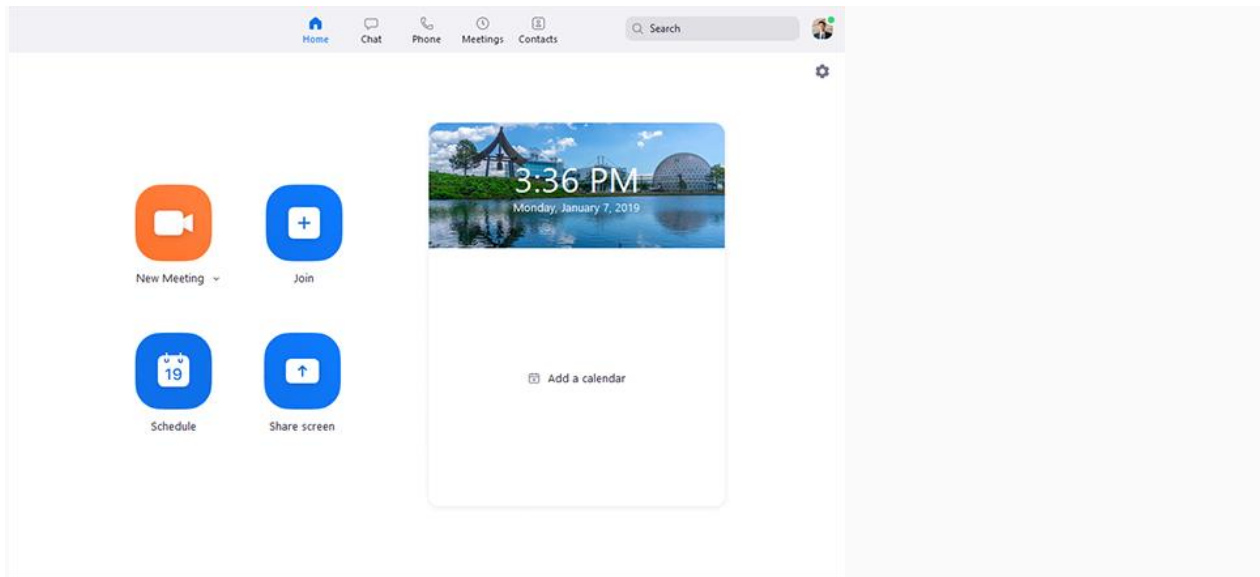 Home Chat Phone Meetings Contacts Search
3:36 PM
Monday, January 7, 2019
New Meeting Join
19
Add a calendar
Schedule Share screen